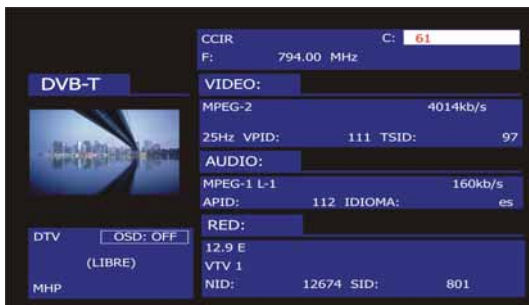 CCIR C: 61
F: 794.00 MHz
DVB-T
VIDEO:
MPEG-2 4014kb/s
25Hz VPID: 111 TSID: 97
AUDIO:
MPEG-1 L-1 160kb/s
APID: 112 IDIOMA: es
RED:
12.9 E
VTV 1
NID: 12674 SID: 801
DTV OSD: OFF
(LIBRE)
MHP